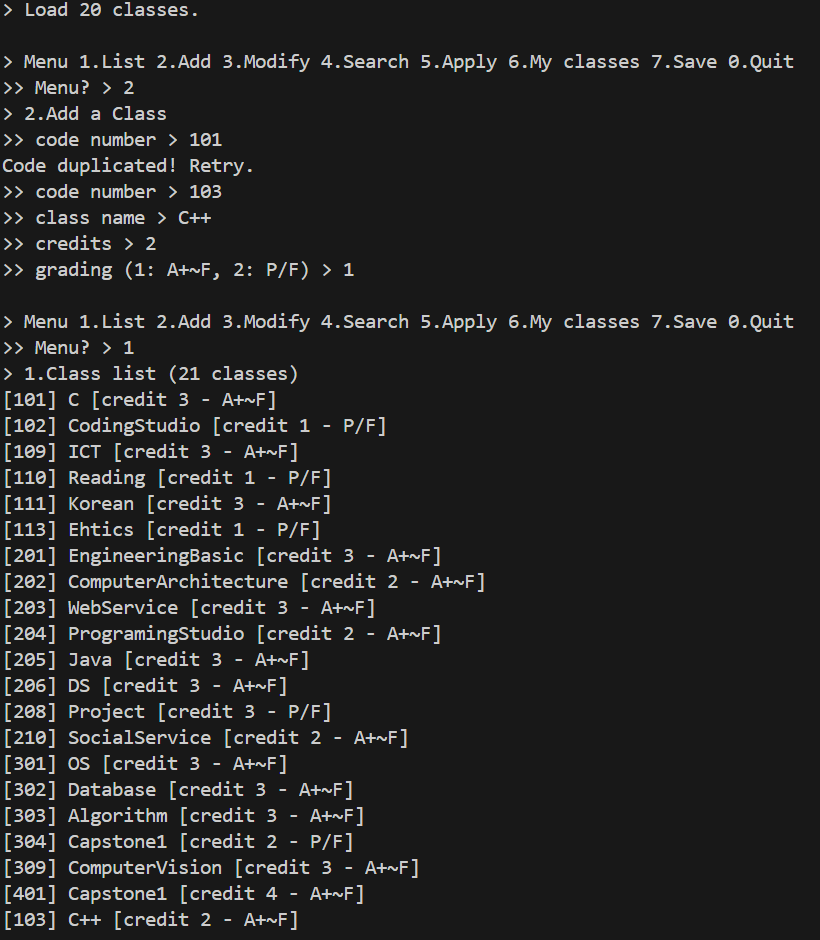 > Load 20 classes.
> Menu 1.List 2.Add 3.Modify 4.Search 5.Apply 6.My classes 7.Save 0.Quit
>> Menu? > 2
> 2.Add a Class
>> code number > 101
Code duplicated! Retry.
>> code number > 103
>> class name > C++
>> credits > 2
>> grading (1: A+~F, 2: P/F) > 1
> Menu 1.List 2.Add 3.Modify 4.Search 5.Apply 6.My classes 7.Save 0.Quit
>> Menu? > 1
> 1.Class list (21 classes)
[101] C [credit 3 - A+~F]
[102] CodingStudio [credit 1 - P/F]
[109] ICT [credit 3 - A+~F]
[110] Reading [credit 1 - P/F]
[111] Korean [credit 3 - A+~F]
[113] Ehtics [credit 1 - P/F]
[201] EngineeringBasic [credit 3 - A+~F]
[202] ComputerArchitecture [credit 2 - A+~F]
[203] WebService [credit 3 - A+~F]
[204] ProgramingStudio [credit 2 - A+~F]
[205] Java [credit 3 - A+~F]
[206] DS [credit 3 - A+~F]
[208] Project [credit 3 - P/F]
[210] SocialService [credit 2 - A+~F]
[301] OS [credit 3 - A+~F]
[302] Database [credit 3 - A+~F]
[303] Algorithm [credit 3 - A+~F]
[304] Capstone1 [credit 2 - P/F]
[309] ComputerVision [credit 3 - A+~F]
[401] Capstone1 [credit 4 - A+~F]
[103] C++ [credit 2 - A+~F]